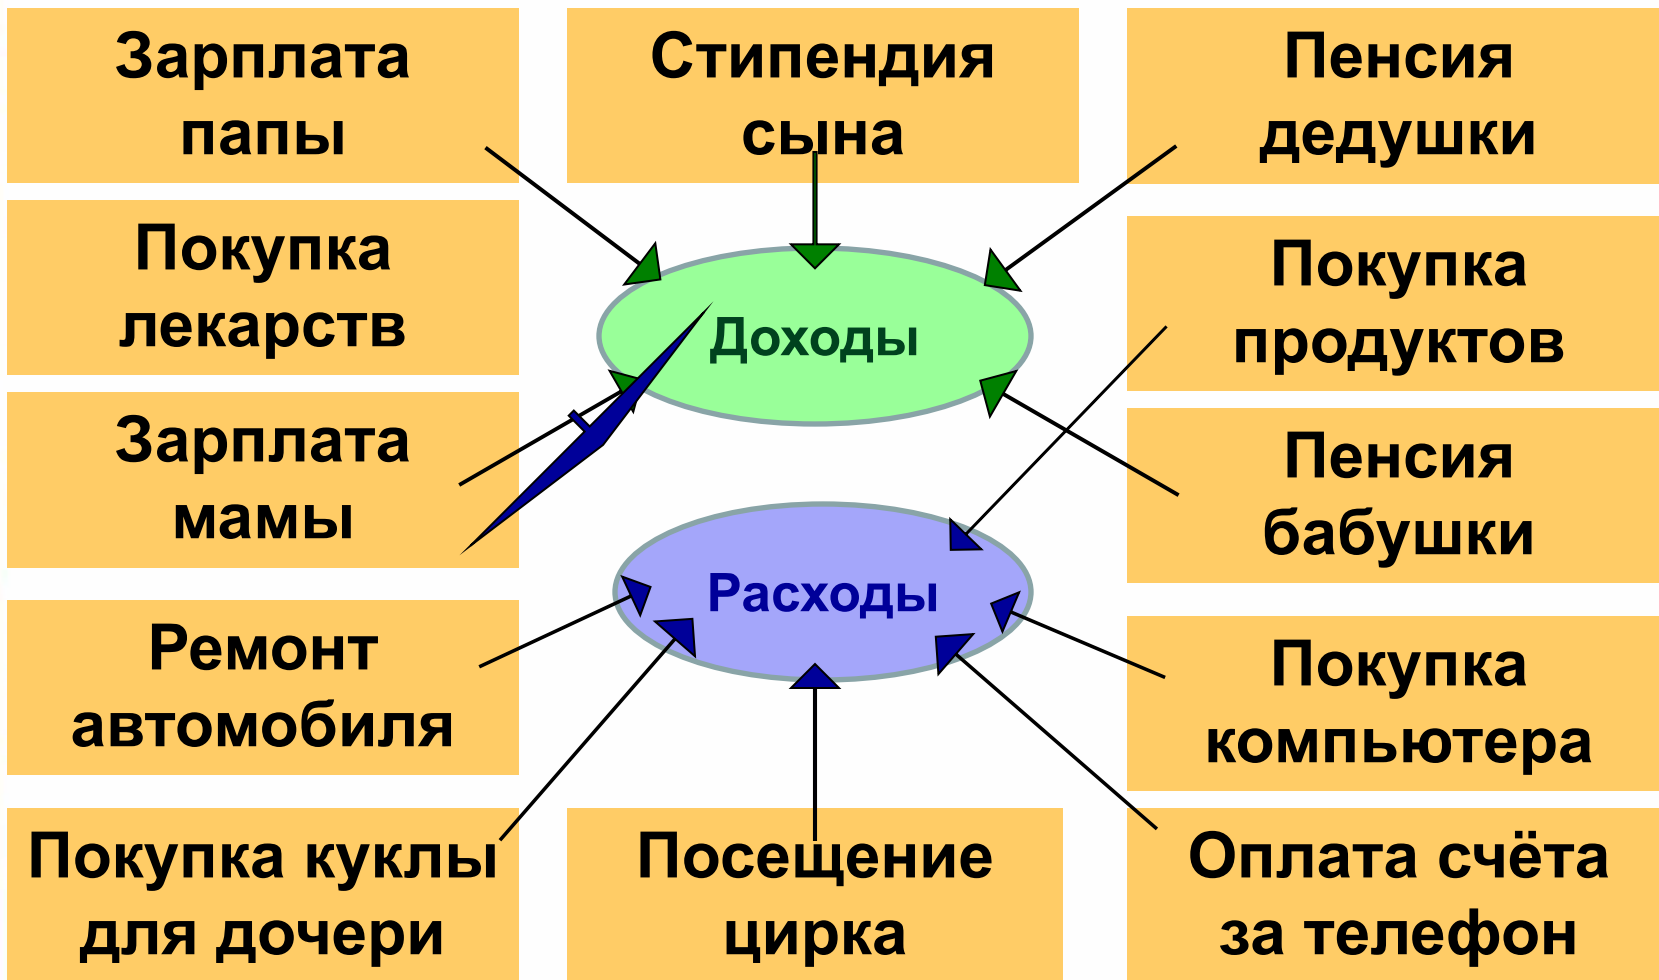 Зарплата
папы
Стипендия
сына
Пенсия
дедушки
Покупка
лекарств
Доходы
Покупка
продуктов
Зарплата
мамы
Пенсия
бабушки
Расходы
Ремонт
автомобиля
Покупка
компьютера
Покупка куклы
для дочери
Посещение
цирка
Оплата счёта
за телефон